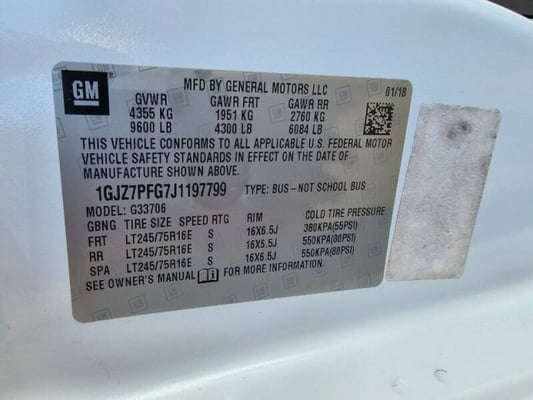 GM
MFD BY GENERAL MOTORS LLC
01/18
GVWR GAWR FRT GAWR RR
4355 KG 1951 KG 2760 KG
9600 LB 4300 LB 6084 LB
THIS VEHICLE CONFORMS TO ALL APPLICABLE U.S. FEDERAL MOTOR
VEHICLE SAFETY STANDARDS IN EFFECT ON THE DATE OF
MANUFACTURE SHOWN ABOVE.
1GJZ7PFG7J1197799 TYPE: BUS-NOT SCHOOL BUS
MODEL: G33706
GBNG TIRE SIZE SPEED RTG RIM COLD TIRE PRESSURE
FRT LT245/75R16E S 16X6.5J 380KPA(55PSI)
RR LT245/75R16E S 16X6.5J 550KPA(80PSI)
SPA LT245/75R16E S 16X6.5J 550KPA(80PSI)
SEE OWNER'S MANUAL FOR MORE INFORMATION.